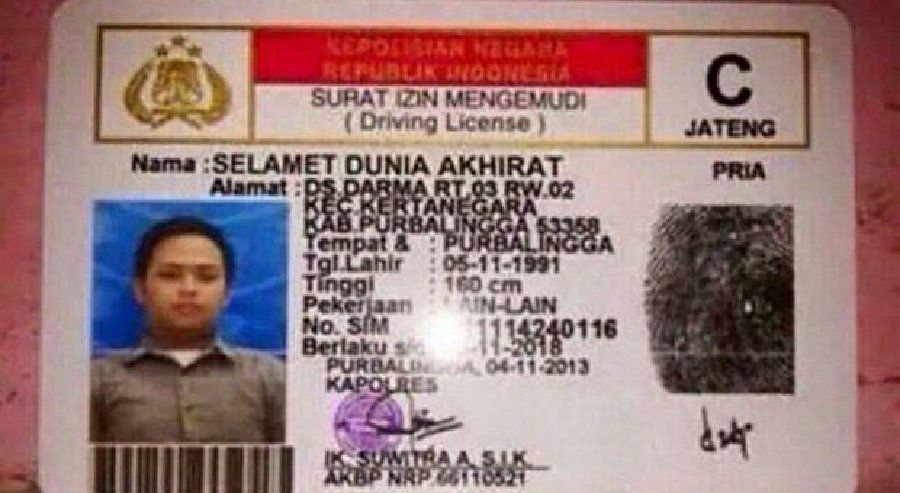 KEPOLISIAN NEGARA
REPUBLIK INDONESIA
SURAT IZIN MENGEMUDI
( Driving License )
C
JATENG
Nama : SELAMET DUNIA AKHIRAT
PRIA
Alamat : DS.DARMA RT.03 RW.02
KEC.KERTANEGARA
KAB.PURBALINGGA 53358
Tempat & : PURBALINGGA
Tgl.Lahir : 05-11-1991
Tinggi : 160 cm
Pekerjaan : LAIN-LAIN
No. SIM 1114240116
Berlaku -11-2018
PURBALINGGA, 04-11-2013
KAPOLRES
IK. SUWITRA A, S.I.K.
AKBP NRP.66110521